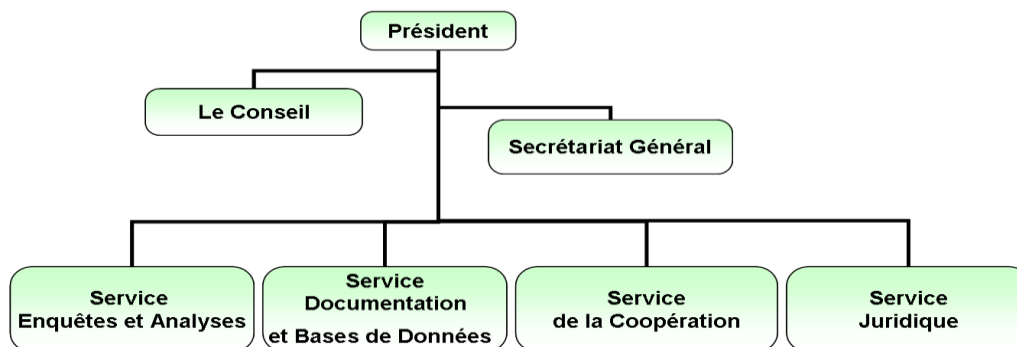 Président
Le Conseil
Secrétariat Général
Service
Enquêtes et Analyses
Service
Documentation
et Bases de Données
Service
de la Coopération
Service
Juridique